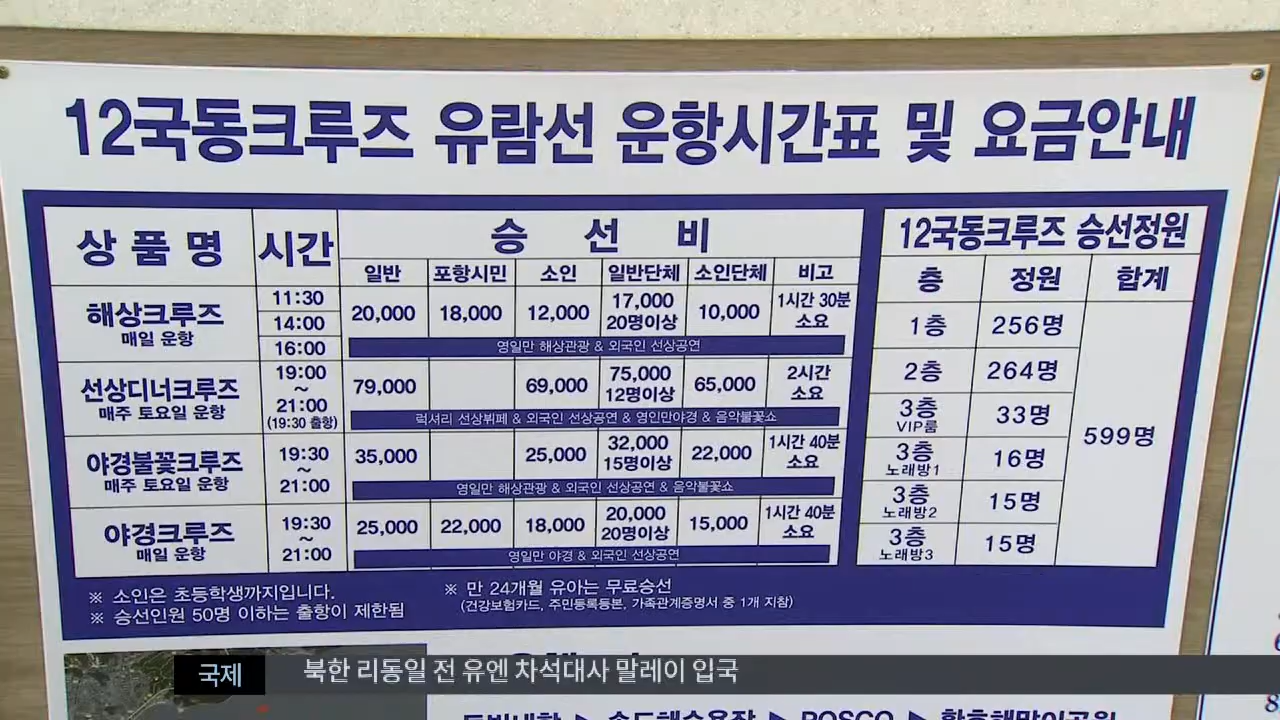 12국동크루즈 유람선 운항시간표 및 요금안내
상 품 명 시간 승 선 비
일반 포항시민 소인 일반단체 소인단체 비고
해상크루즈
매일 운항
11:30
14:00
16:00
20,000 18,000 12,000 17,000 20명이상 10,000 1시간 30분 소요
영일만 해상관광 & 외국인 선상공연
선상디너크루즈
매주 토요일 운항
19:00
~
21:00
(19:30 출항)
79,000 69,000 75,000 12명이상 65,000 2시간 소요
럭셔리 선상뷔페 & 외국인 선상공연 & 영인만야경 & 음악불꽃쇼
야경불꽃크루즈
매주 토요일 운항
19:30
~
21:00
35,000 25,000 32,000 15명이상 22,000 1시간 40분 소요
영일만 해상관광 & 외국인 선상공연 & 음악불꽃쇼
야경크루즈
매일 운항
19:30
~
21:00
25,000 22,000 18,000 20,000 20명이상 15,000 1시간 40분 소요
영일만 야경 & 외국인 선상공연
12국동크루즈 승선정원
층 정원 합계
1층 256명
2층 264명
3층 VIP룸 33명
599명
3층 노래방1 16명
3층 노래방2 15명
3층 노래방3 15명
※ 소인은 초등학생까지입니다.
※ 승선인원 50명 이하는 출항이 제한됨
※ 만 24개월 유아는 무료승선
(건강보험카드, 주민등록등본, 가족관계증명서 중 1개 지참)
국제 북한 리동일 전 유엔 차석대사 말레이 입국
▶ 송도해수욕장 ▶ POSCO ▶